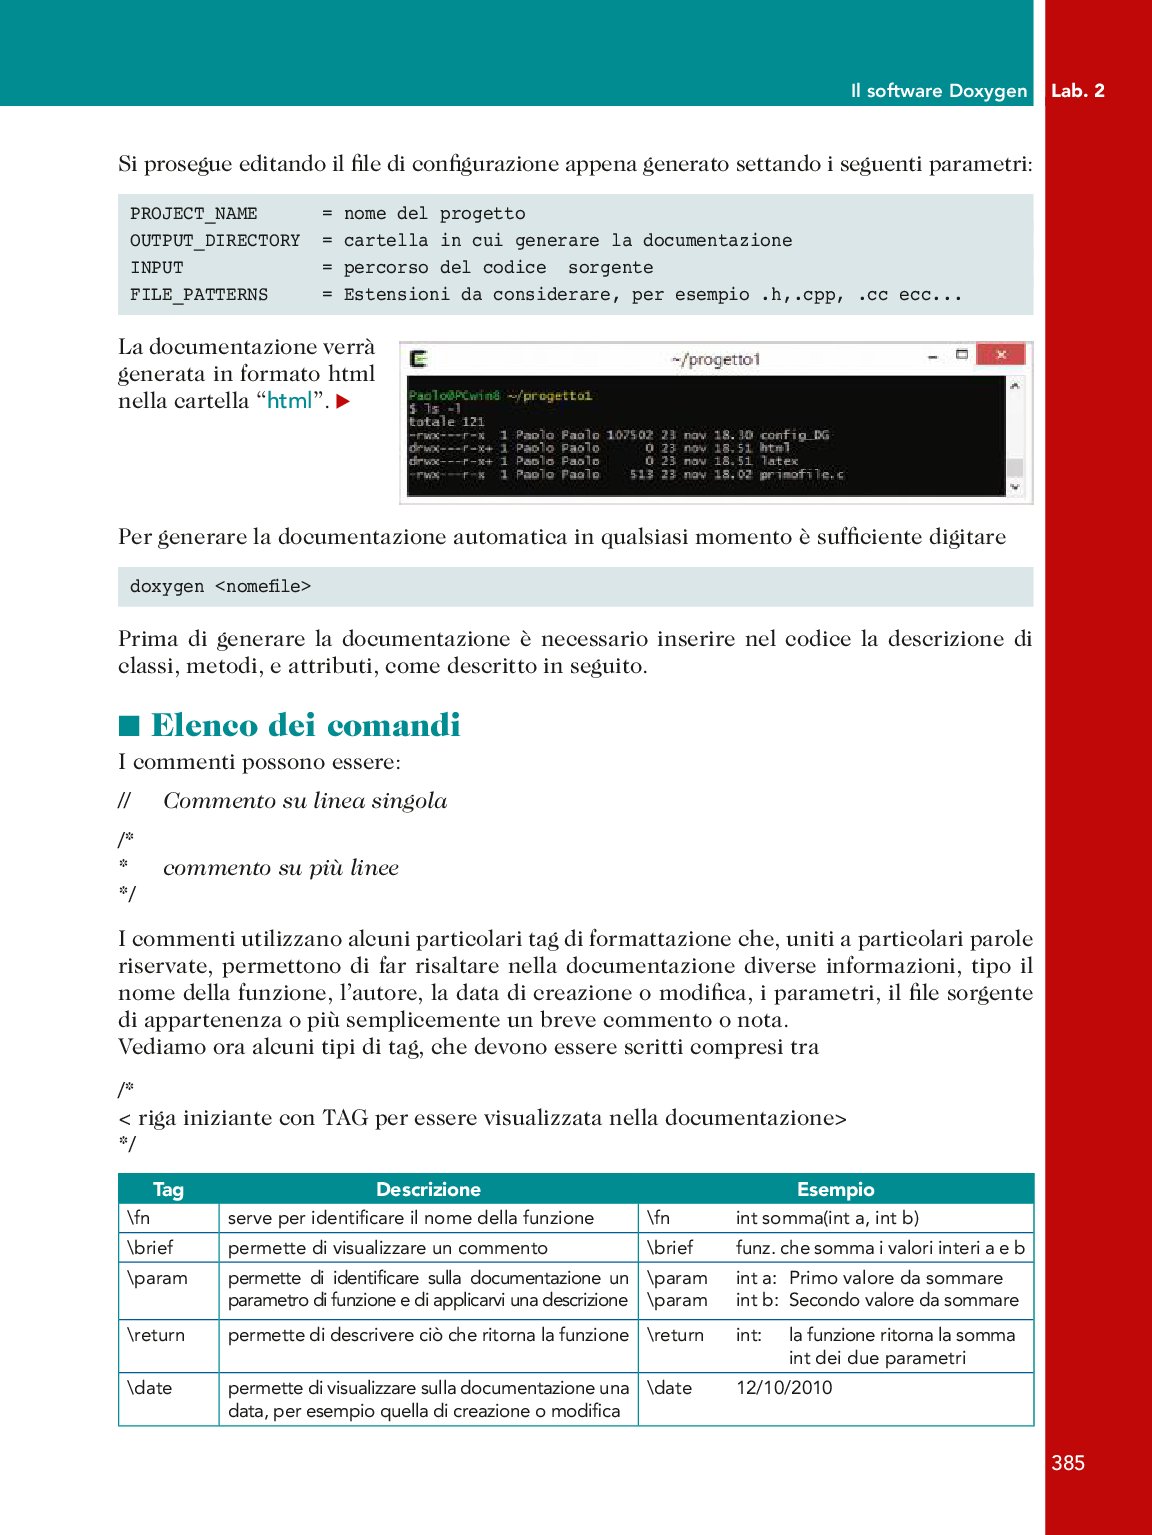 Il software Doxygen Lab. 2
Si prosegue editando il file di configurazione appena generato settando i seguenti parametri:
PROJECT_NAME = nome del progetto
OUTPUT_DIRECTORY = cartella in cui generare la documentazione
INPUT = percorso del codice sorgente
FILE_PATTERNS = Estensioni da considerare, per esempio .h,.cpp, .cc ecc...
La documentazione verrà
generata in formato html
nella cartella “html”.
~/progetto1
Paolo@PCwin8 ~/progetto1
$ ls -l
totale 121
-rwx---r-x 1 Paolo Paolo 107502 23 nov 18.30 config_DG
drwx---r-x+ 1 Paolo Paolo 0 23 nov 18.51 html
drwx---r-x+ 1 Paolo Paolo 0 23 nov 18.51 latex
-rwx---r-x 1 Paolo Paolo 513 23 nov 18.02 primofile.c
Per generare la documentazione automatica in qualsiasi momento è sufficiente digitare
doxygen <nomefile>
Prima di generare la documentazione è necessario inserire nel codice la descrizione di
classi, metodi, e attributi, come descritto in seguito.
■ Elenco dei comandi
I commenti possono essere:
// Commento su linea singola
/*
* commento su più linee
*/
I commenti utilizzano alcuni particolari tag di formattazione che, uniti a particolari parole
riservate, permettono di far risaltare nella documentazione diverse informazioni, tipo il
nome della funzione, l’autore, la data di creazione o modifica, i parametri, il file sorgente
di appartenenza o più semplicemente un breve commento o nota.
Vediamo ora alcuni tipi di tag, che devono essere scritti compresi tra
/*
< riga iniziante con TAG per essere visualizzata nella documentazione>
*/
Tag Descrizione Esempio
\fn serve per identificare il nome della funzione \fn int somma(int a, int b)
\brief permette di visualizzare un commento \brief funz. che somma i valori interi a e b
\param permette di identificare sulla documentazione un \param int a: Primo valore da sommare
parametro di funzione e di applicarvi una descrizione \param int b: Secondo valore da sommare
\return permette di descrivere ciò che ritorna la funzione \return int: la funzione ritorna la somma
int dei due parametri
\date permette di visualizzare sulla documentazione una \date 12/10/2010
data, per esempio quella di creazione o modifica
385